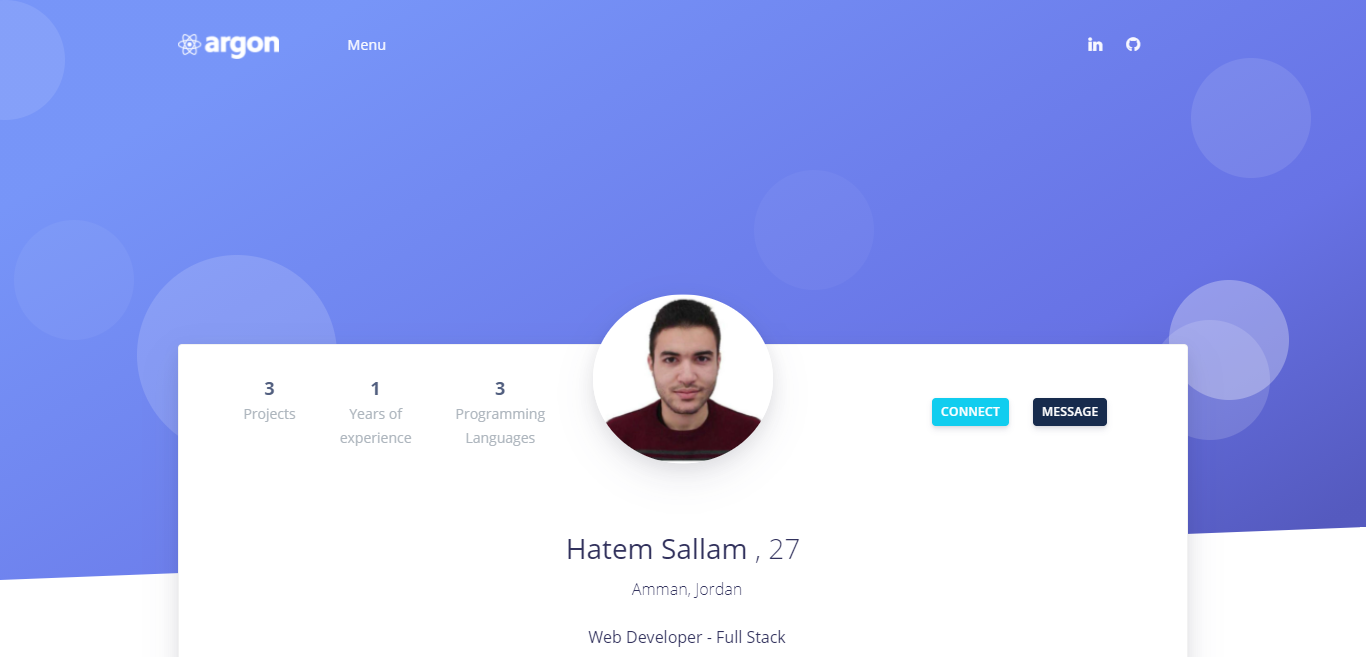 argon
Menu
3
Projects
1
Years of
experience
3
Programming
Languages
CONNECT
MESSAGE
Hatem Sallam , 27
Amman, Jordan
Web Developer - Full Stack